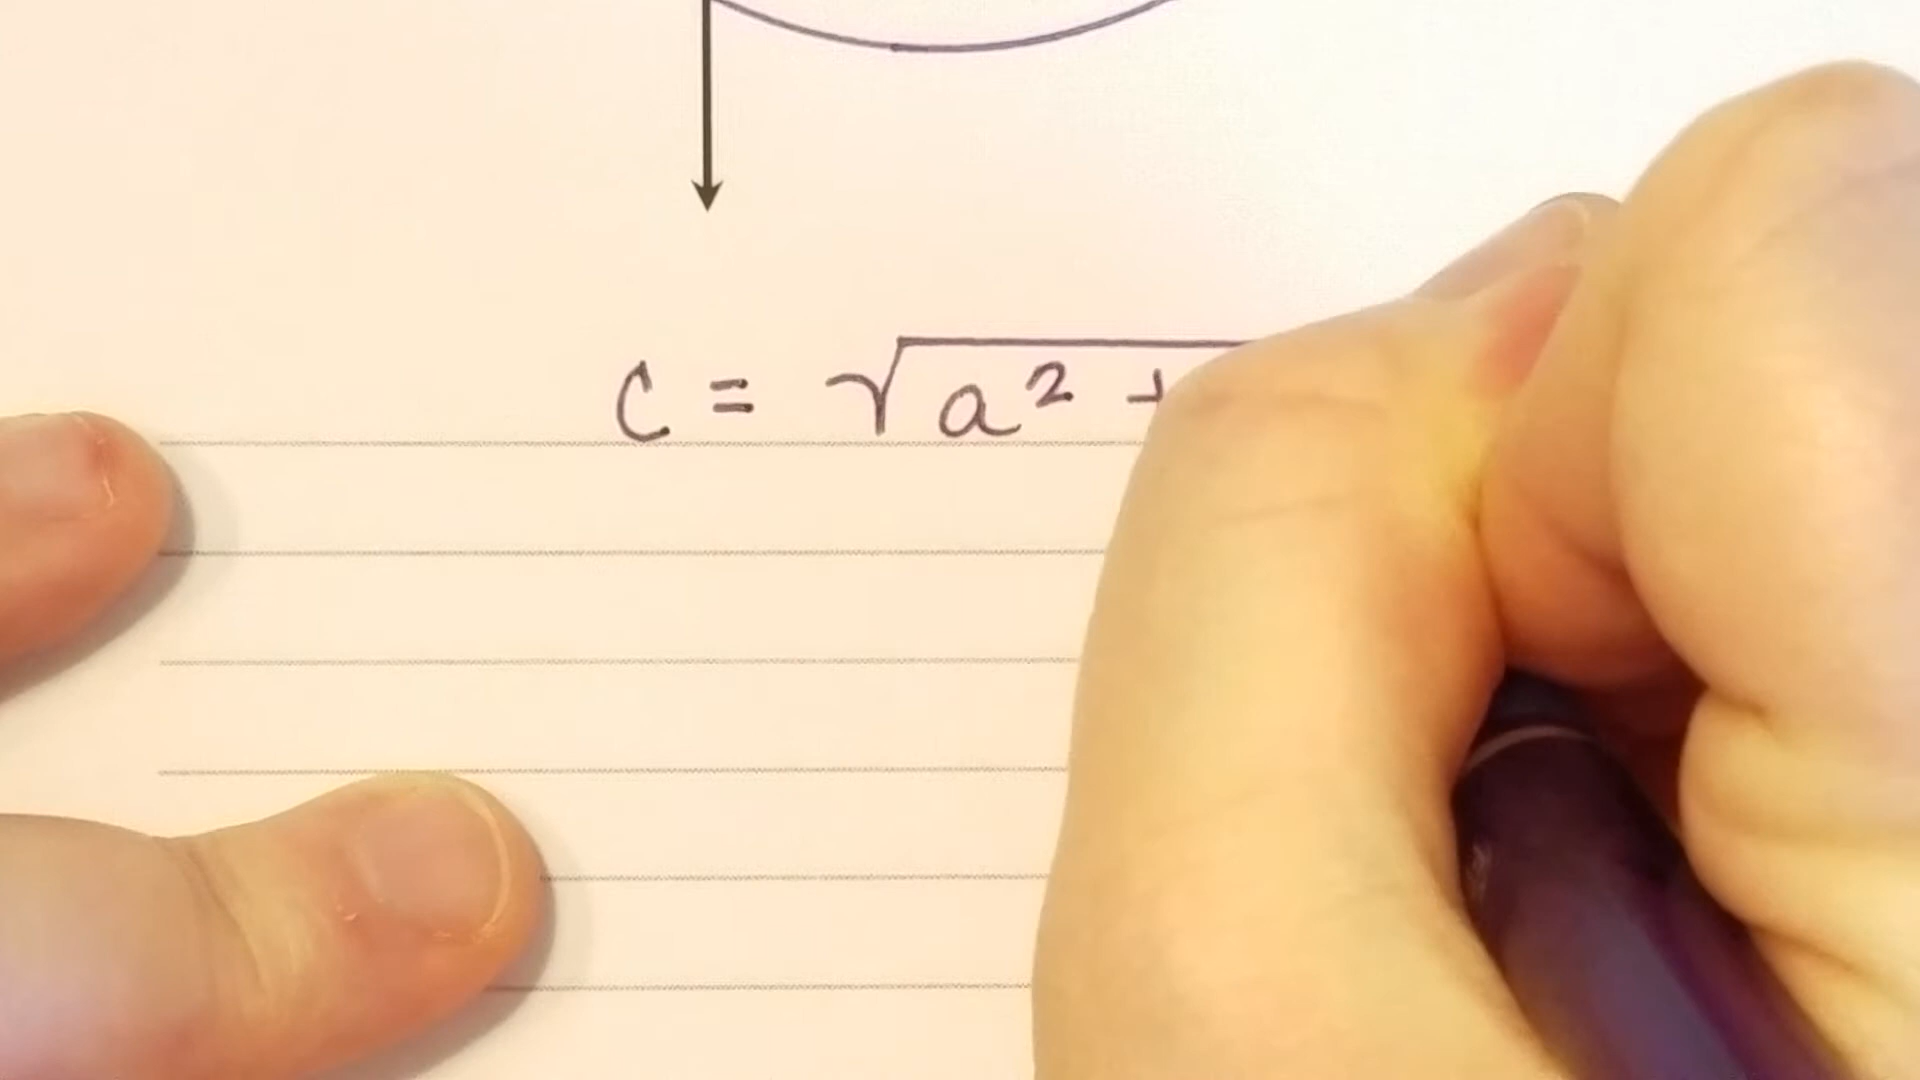 C = √a² +